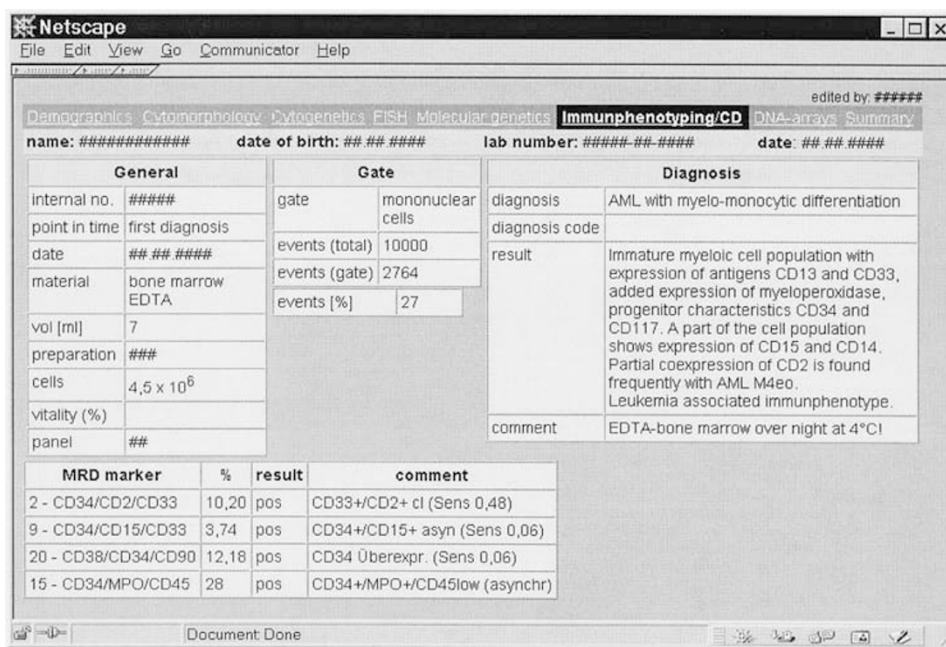 Netscape
File Edit View Go Communicator Help
edited by: ######
Demographics Cytomorphology Cytogenetics FISH Molecular genetics Immunphenotyping/CD DNA-arrays Summary
name: ############ date of birth: ##.##.#### lab number: #####-##-#### date: ##.##.####
General
internal no. #####
point in time first diagnosis
date ##.##.####
material bone marrow
EDTA
vol [ml] 7
preparation ###
cells 4,5 x 10⁶
vitality (%)
panel ##
Gate
gate mononuclear
cells
events (total) 10000
events (gate) 2764
events [%] 27
Diagnosis
diagnosis AML with myelo-monocytic differentiation
diagnosis code
result Immature myeloic cell population with
expression of antigens CD13 and CD33,
added expression of myeloperoxidase,
progenitor characteristics CD34 and
CD117. A part of the cell population
shows expression of CD15 and CD14.
Partial coexpression of CD2 is found
frequently with AML M4eo.
Leukemia associated immunphenotype.
comment EDTA-bone marrow over night at 4°C!
MRD marker % result comment
2 - CD34/CD2/CD33 10,20 pos CD33+/CD2+ cl (Sens 0,48)
9 - CD34/CD15/CD33 3,74 pos CD34+/CD15+ asyn (Sens 0,06)
20 - CD38/CD34/CD90 12,18 pos CD34 Überexpr. (Sens 0,06)
15 - CD34/MPO/CD45 28 pos CD34+/MPO+/CD45low (asynchr)
Document: Done